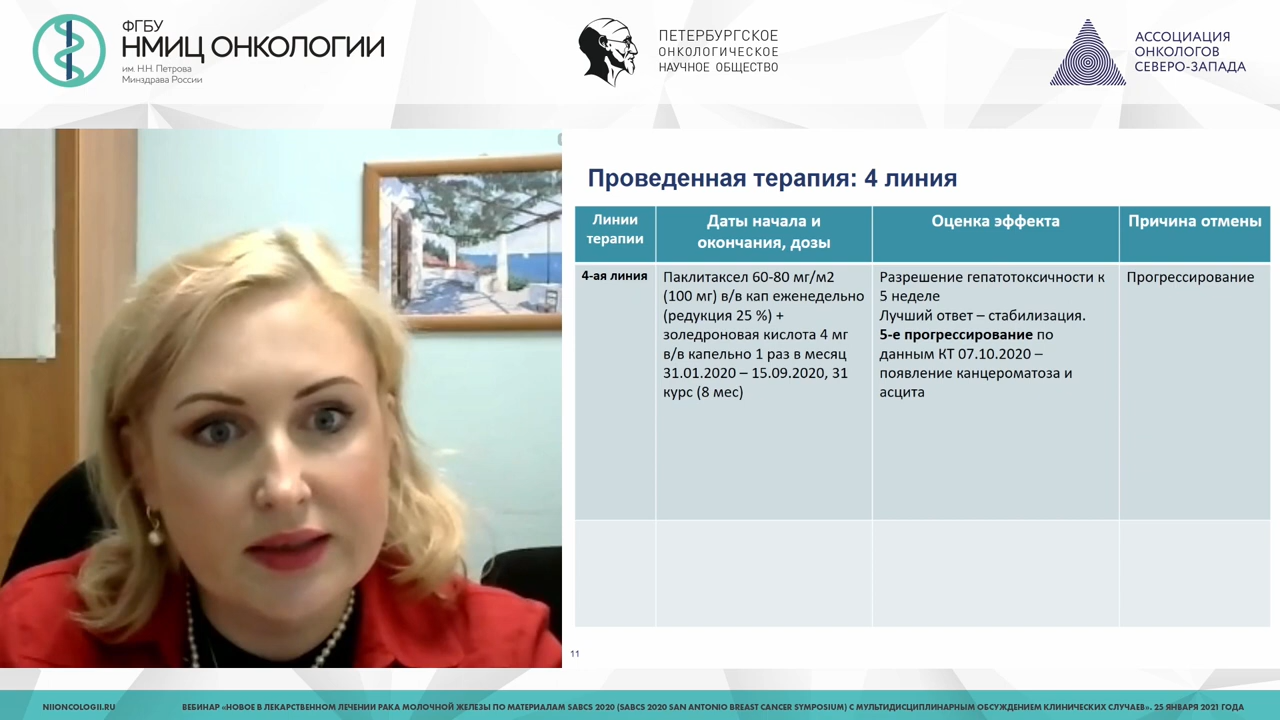 ФГБУ
НМИЦ ОНКОЛОГИИ
им. Н.Н. Петрова
Минздрава России
ПЕТЕРБУРГСКОЕ
ОНКОЛОГИЧЕСКОЕ
НАУЧНОЕ ОБЩЕСТВО
АССОЦИАЦИЯ
ОНКОЛОГОВ
СЕВЕРО-ЗАПАДА
Проведенная терапия: 4 линия
Линии
терапии
Даты начала и
окончания, дозы
Оценка эффекта
Причина отмены
4-ая линия
Паклитаксел 60-80 мг/м2
(100 мг) в/в кап еженедельно
(редукция 25 %) +
золедроновая кислота 4 мг
в/в капельно 1 раз в месяц
31.01.2020 – 15.09.2020, 31
курс (8 мес)
Разрешение гепатотоксичности к
5 неделе
Лучший ответ – стабилизация.
5-е прогрессирование по
данным КТ 07.10.2020 –
появление канцероматоза и
асцита
Прогрессирование
11
NIIONCOLOGII.RU
ВЕБИНАР «НОВОЕ В ЛЕКАРСТВЕННОМ ЛЕЧЕНИИ РАКА МОЛОЧНОЙ ЖЕЛЕЗЫ ПО МАТЕРИАЛАМ SABCS 2020 (SABCS 2020 SAN ANTONIO BREAST CANCER SYMPOSIUM) С МУЛЬТИДИСЦИПЛИНАРНЫМ ОБСУЖДЕНИЕМ КЛИНИЧЕСКИХ СЛУЧАЕВ». 25 ЯНВАРЯ 2021 ГОДА